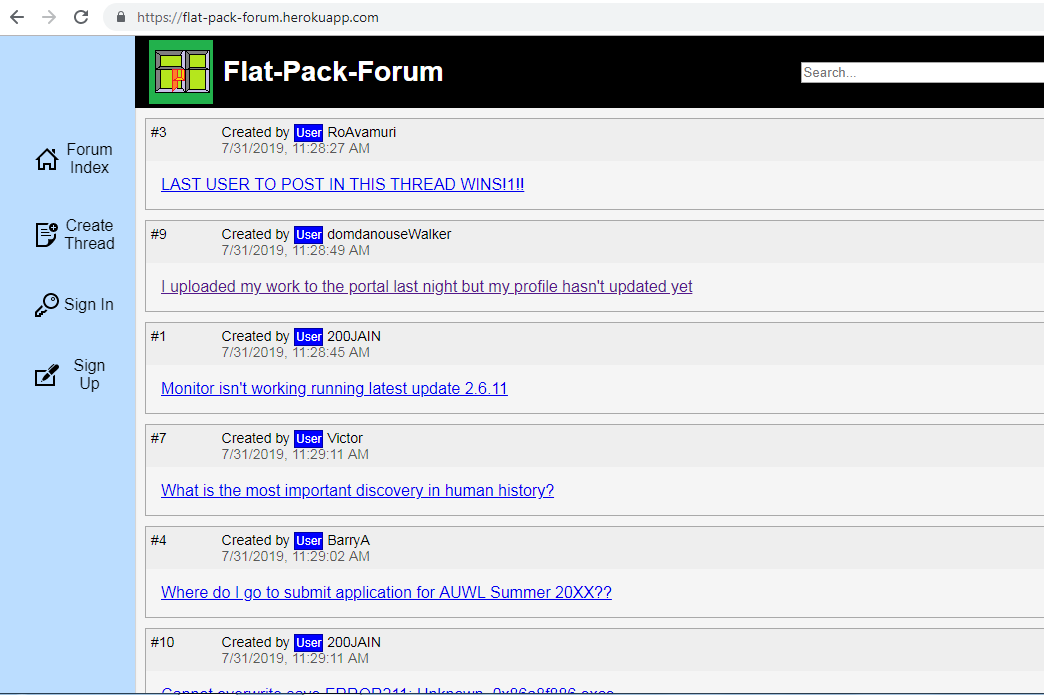 https://flat-pack-forum.herokuapp.com
Flat-Pack-Forum
Search...
Forum
Index
Create
Thread
Sign In
Sign
Up
#3 Created by User RoAvamuri
7/31/2019, 11:28:27 AM
LAST USER TO POST IN THIS THREAD WINS!1!!
#9 Created by User domdanouseWalker
7/31/2019, 11:28:49 AM
I uploaded my work to the portal last night but my profile hasn't updated yet
#1 Created by User 200JAIN
7/31/2019, 11:28:45 AM
Monitor isn't working running latest update 2.6.11
#7 Created by User Victor
7/31/2019, 11:29:11 AM
What is the most important discovery in human history?
#4 Created by User BarryA
7/31/2019, 11:29:02 AM
Where do I go to submit application for AUWL Summer 20XX??
#10 Created by User 200JAIN
7/31/2019, 11:29:11 AM
Cannot overwrite save ERROR211: Unknown